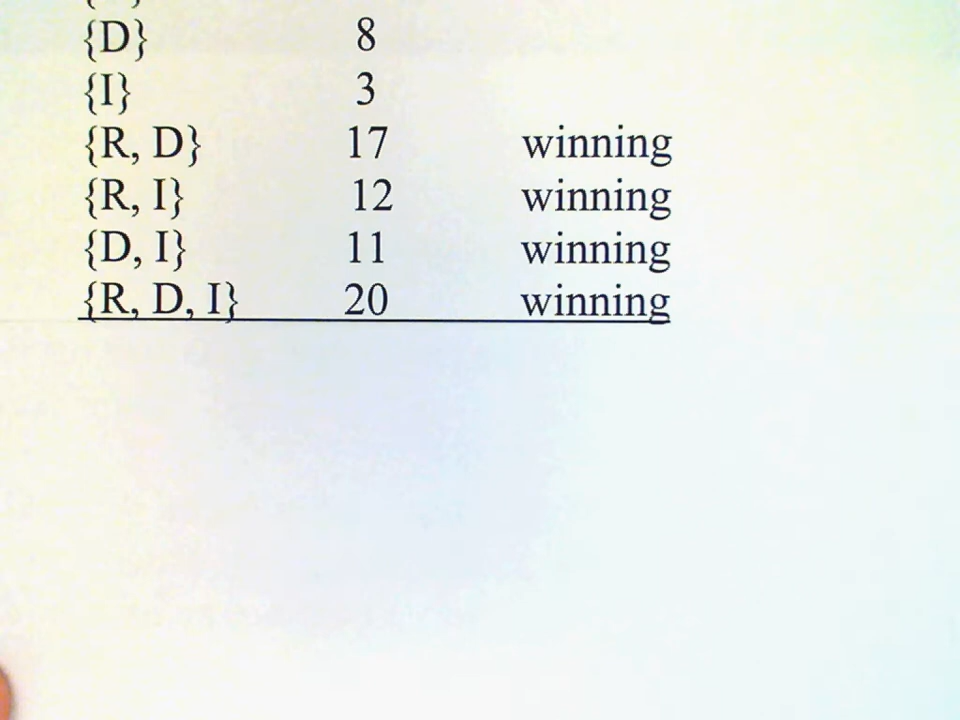 {D} 8
{I} 3
{R, D} 17 winning
{R, I} 12 winning
{D, I} 11 winning
{R, D, I} 20 winning